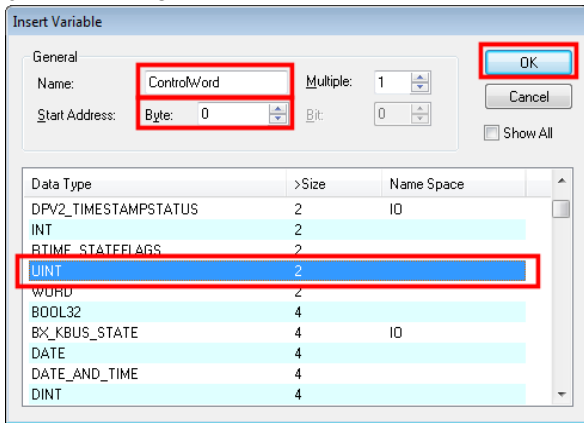 Insert Variable
General
OK
Name: ControlWord Multiple: 1
Cancel
Start Address: Byte: 0 Bit: 0
Show All
Data Type >Size Name Space
DPV2_TIMESTAMPSTATUS 2 IO
INT 2
RTIME_STATEFLAGS 2
UINT 2
WORD 2
BOOL32 4
BX_KBUS_STATE 4 IO
DATE 4
DATE_AND_TIME 4
DINT 4